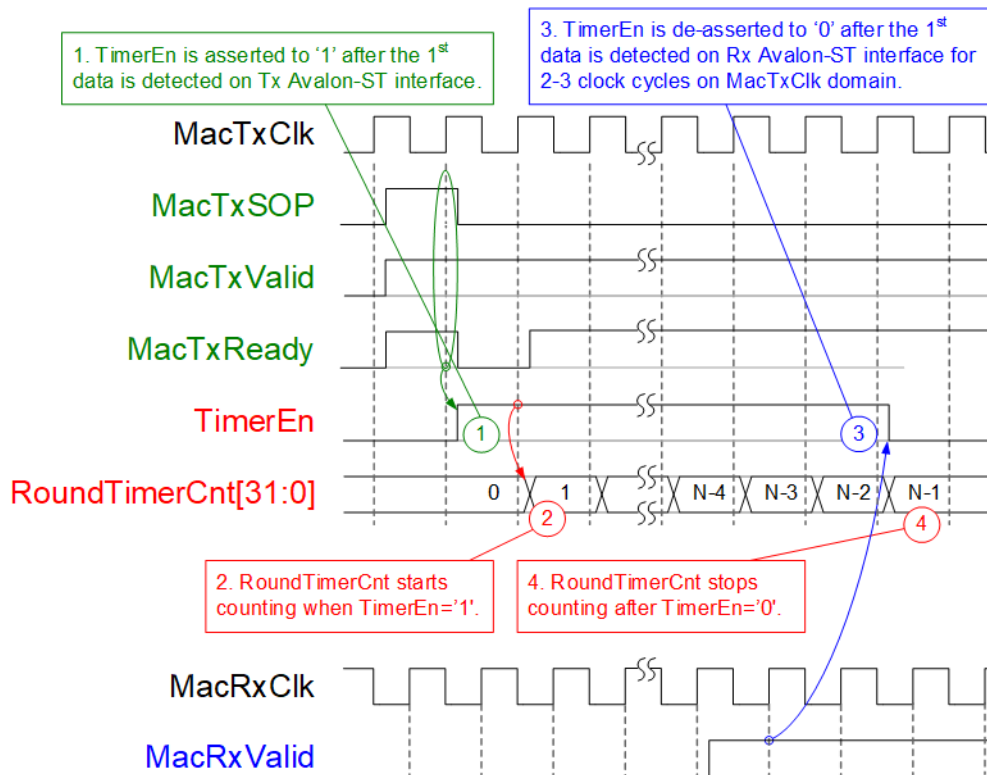 1. TimerEn is asserted to ‘1’ after the 1st
data is detected on Tx Avalon-ST interface.
3. TimerEn is de-asserted to ‘0’ after the 1st
data is detected on Rx Avalon-ST interface for
2-3 clock cycles on MacTxClk domain.
MacTxClk
MacTxSOP
MacTxValid
MacTxReady
TimerEn
1
3
RoundTimerCnt[31:0]
0
1
N-4
N-3
N-2
N-1
2
4
2. RoundTimerCnt starts
counting when TimerEn=’1’.
4. RoundTimerCnt stops
counting after TimerEn=’0’.
MacRxClk
MacRxValid